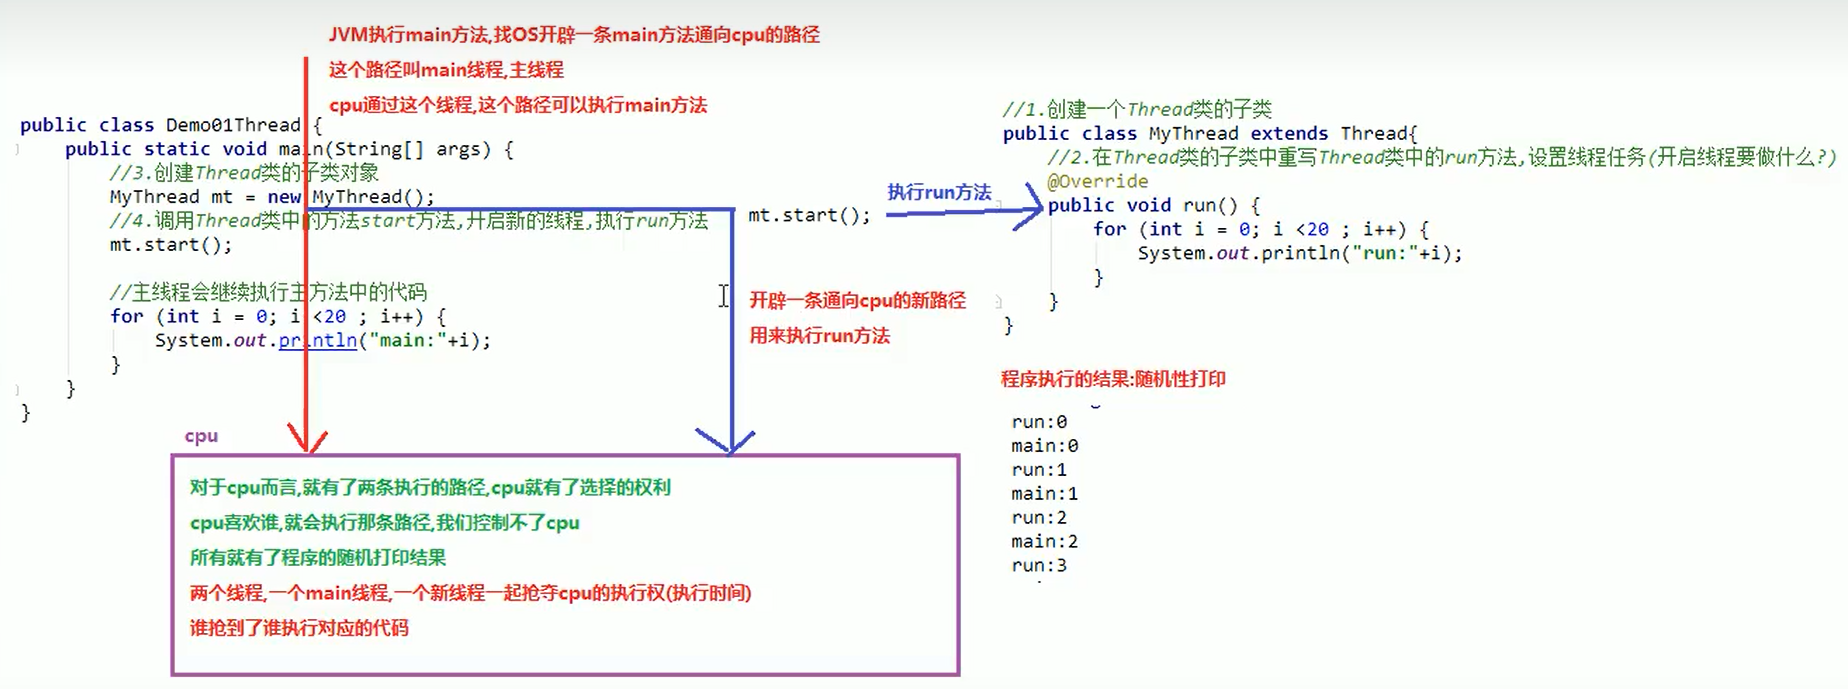 JVM执行main方法,找OS开辟一条main方法通向cpu的路径
这个路径叫main线程,主线程
cpu通过这个线程,这个路径可以执行main方法
public class Demo01Thread {
public static void main(String[] args) {
//3.创建Thread类的子类对象
MyThread mt = new MyThread();
//4.调用Thread类中的方法start方法,开启新的线程,执行run方法
mt.start();
//主线程会继续执行主方法中的代码
for (int i = 0; i <20 ; i++) {
System.out.println("main:"+i);
}
}
}
mt.start();
执行run方法
开辟一条通向cpu的新路径
用来执行run方法
//1.创建一个Thread类的子类
public class MyThread extends Thread{
//2.在Thread类的子类中重写Thread类中的run方法,设置线程任务(开启线程要做什么?)
@Override
public void run() {
for (int i = 0; i <20 ; i++) {
System.out.println("run:"+i);
}
}
}
程序执行的结果:随机性打印
run:0
main:0
run:1
main:1
run:2
main:2
run:3
cpu
对于cpu而言,就有了两条执行的路径,cpu就有了选择的权利
cpu喜欢谁,就会执行那条路径,我们控制不了cpu
所有就有了程序的随机打印结果
两个线程,一个main线程,一个新线程一起抢夺cpu的执行权(执行时间)
谁抢到了谁执行对应的代码